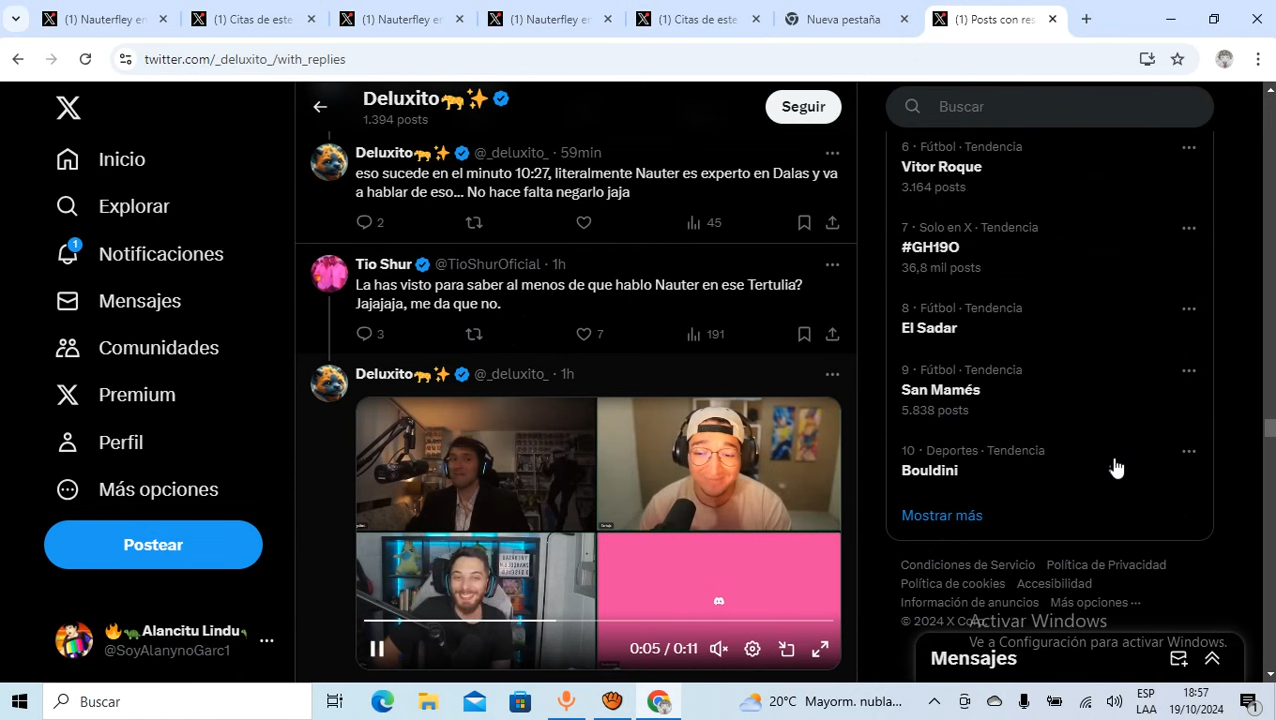 (1) Nauterfley en
(1) Citas de este
(1) Nauterfley en
(1) Nauterfley en
(1) Citas de este
Nueva pestaña
(1) Posts con res
twitter.com/_deluxito_/with_replies
Inicio
Explorar
1
Notificaciones
Mensajes
Comunidades
Premium
Perfil
Más opciones
Postear
Alancitu Lindu
@SoyAlanynoGarc1
Deluxito
1.394 posts
Seguir
Deluxito @_deluxito_ · 59min
eso sucede en el minuto 10:27, literalmente Nauter es experto en Dalas y va
a hablar de eso... No hace falta negarlo jaja
2 45
Tio Shur @TioShurOficial · 1h
La has visto para saber al menos de que hablo Nauter en ese Tertulia?
Jajajaja, me da que no.
3 7 191
Deluxito @_deluxito_ · 1h
0:05 / 0:11
Buscar
6 · Fútbol · Tendencia
Vitor Roque
3.164 posts
7 · Solo en X · Tendencia
#GH19O
36,8 mil posts
8 · Fútbol · Tendencia
El Sadar
9 · Fútbol · Tendencia
San Mamés
5.838 posts
10 · Deportes · Tendencia
Bouldini
Mostrar más
Condiciones de Servicio Política de Privacidad
Política de cookies Accesibilidad
Información de anuncios Más opciones ···
© 2024 X Corp.
Activar Windows
Ve a Configuración para activar Windows.
Mensajes
Buscar
20°C Mayorm. nubla...
ESP
LAA
18:57
19/10/2024
1